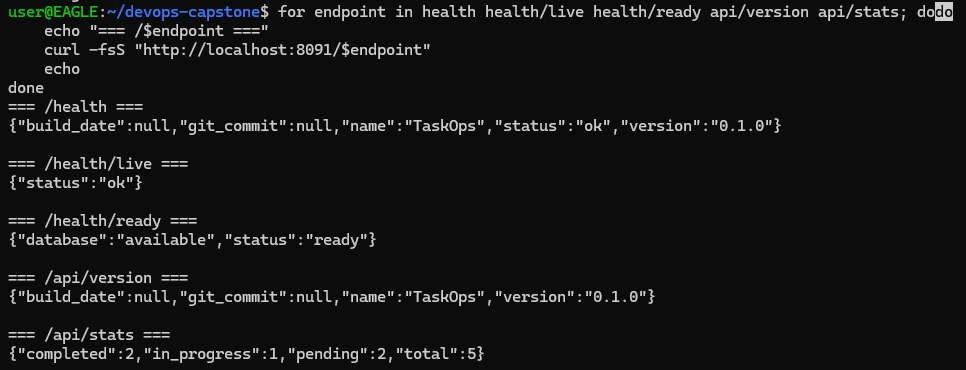 user@EAGLE:~/devops-capstone$ for endpoint in health health/live health/ready api/version api/stats; dodo
    echo "=== /$endpoint ==="
    curl -fsS "http://localhost:8091/$endpoint"
    echo
done
=== /health ===
{"build_date":null,"git_commit":null,"name":"TaskOps","status":"ok","version":"0.1.0"}

=== /health/live ===
{"status":"ok"}

=== /health/ready ===
{"database":"available","status":"ready"}

=== /api/version ===
{"build_date":null,"git_commit":null,"name":"TaskOps","version":"0.1.0"}

=== /api/stats ===
{"completed":2,"in_progress":1,"pending":2,"total":5}